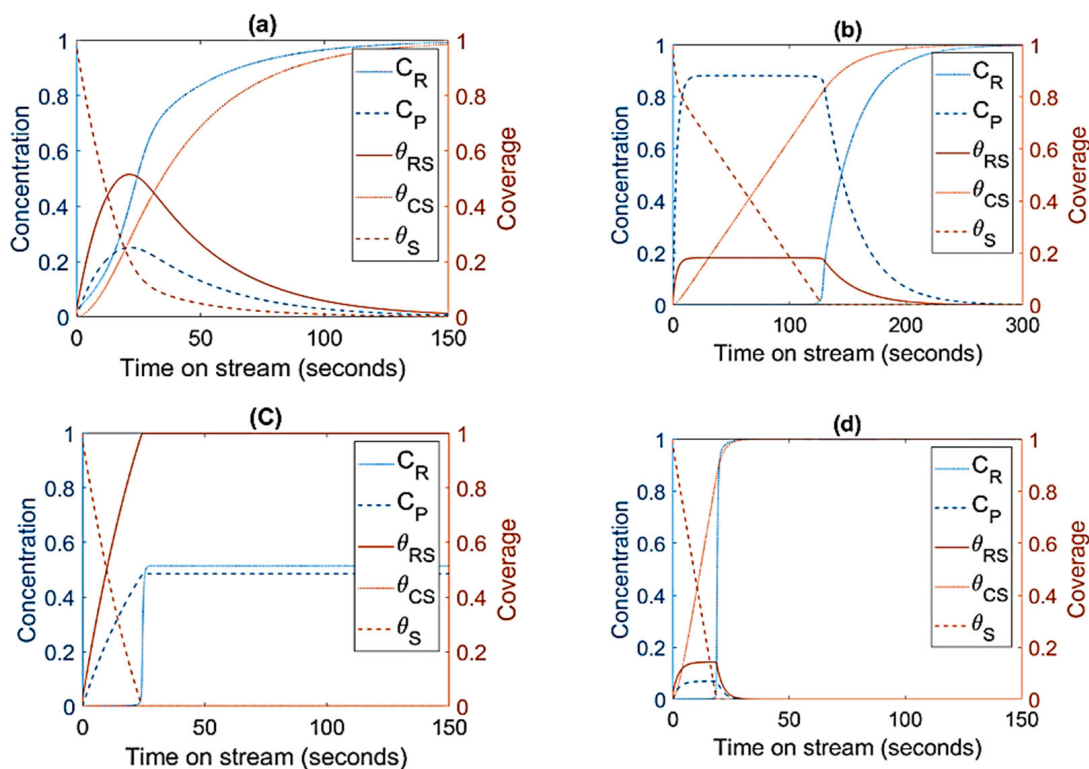 (a)
1
0.8
0.6
0.4
0.2
0
Concentration
C_R
C_P
θ_RS
θ_CS
θ_S
1
0.8
0.6
0.4
0.2
0
Coverage
0 50 100 150
Time on stream (seconds)
(b)
1
0.8
0.6
0.4
0.2
0
Concentration
C_R
C_P
θ_RS
θ_CS
θ_S
1
0.8
0.6
0.4
0.2
0
Coverage
0 100 200 300
Time on stream (seconds)
(C)
1
0.8
0.6
0.4
0.2
0
Concentration
C_R
C_P
θ_RS
θ_CS
θ_S
1
0.8
0.6
0.4
0.2
0
Coverage
0 50 100 150
Time on stream (seconds)
(d)
1
0.8
0.6
0.4
0.2
0
Concentration
C_R
C_P
θ_RS
θ_CS
θ_S
1
0.8
0.6
0.4
0.2
0
Coverage
0 50 100 150
Time on stream (seconds)